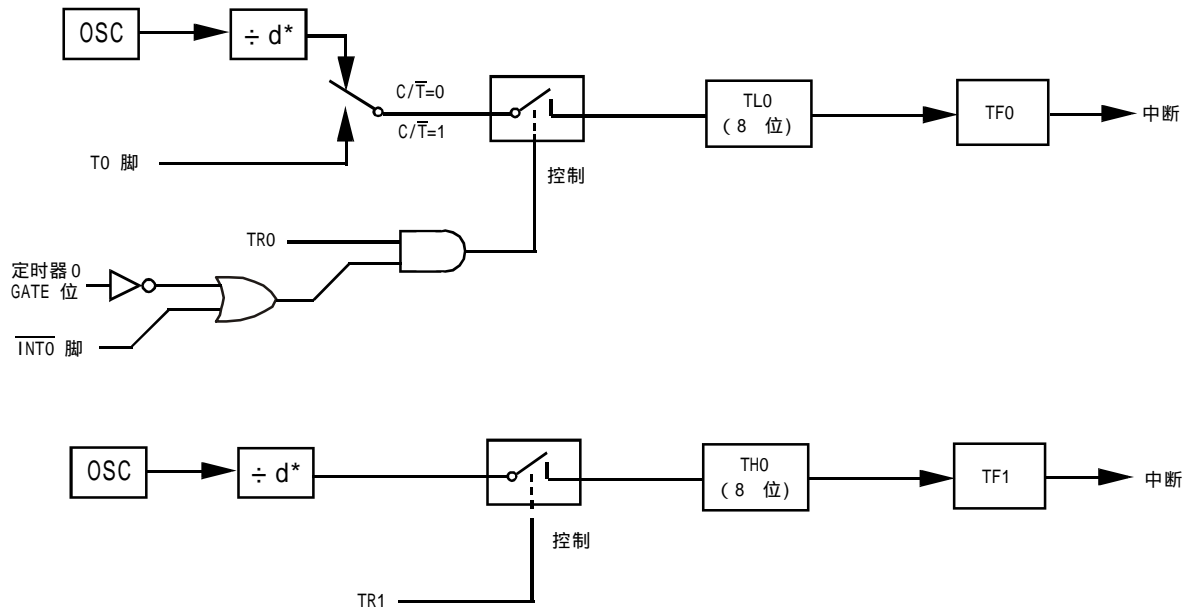 OSC
÷ d*
C/T̅=0
C/T̅=1
T0 脚
控制
TL0
(8 位)
TF0
中断
TR0
定时器0
GATE 位
I̅N̅T̅0̅ 脚
OSC
÷ d*
控制
TR1
TH0
(8 位)
TF1
中断